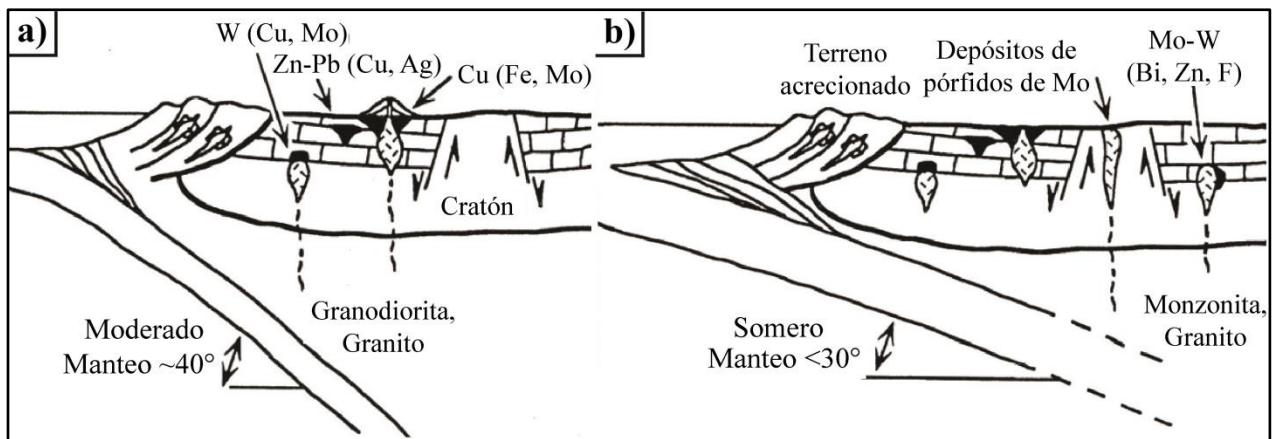 a)
W (Cu, Mo)
Zn-Pb (Cu, Ag)
Cu (Fe, Mo)
Cratón
Granodiorita,
Granito
Moderado
Manteo ~40°
b)
Terreno
acrecionado
Depósitos de
pórfidos de Mo
Mo-W
(Bi, Zn, F)
Monzonita,
Granito
Somero
Manteo <30°